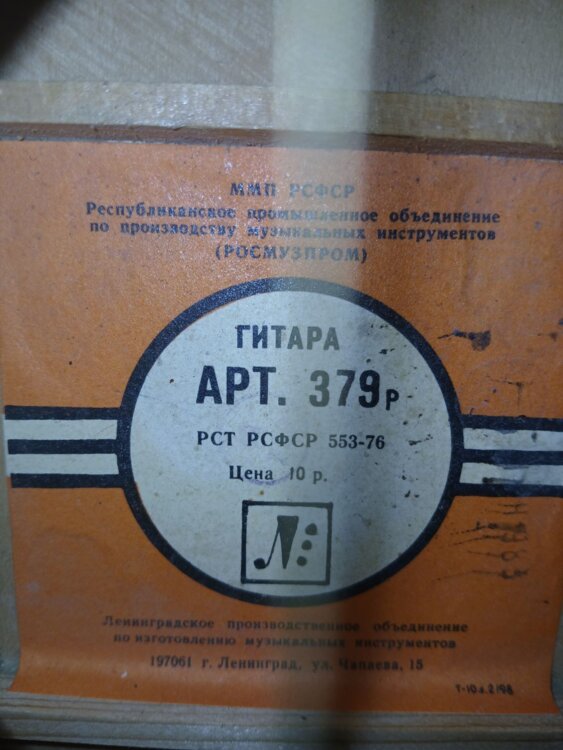 ММП РСФСР
Республиканское промышленное объединение
по производству музыкальных инструментов
(РОСМУЗПРОМ)
ГИТАРА
АРТ. 379р
РСТ РСФСР 553-76
Цена 10 р.
Ленинградское производственное объединение
по изготовлению музыкальных инструментов
197061 г. Ленинград, ул. Чапаева, 15